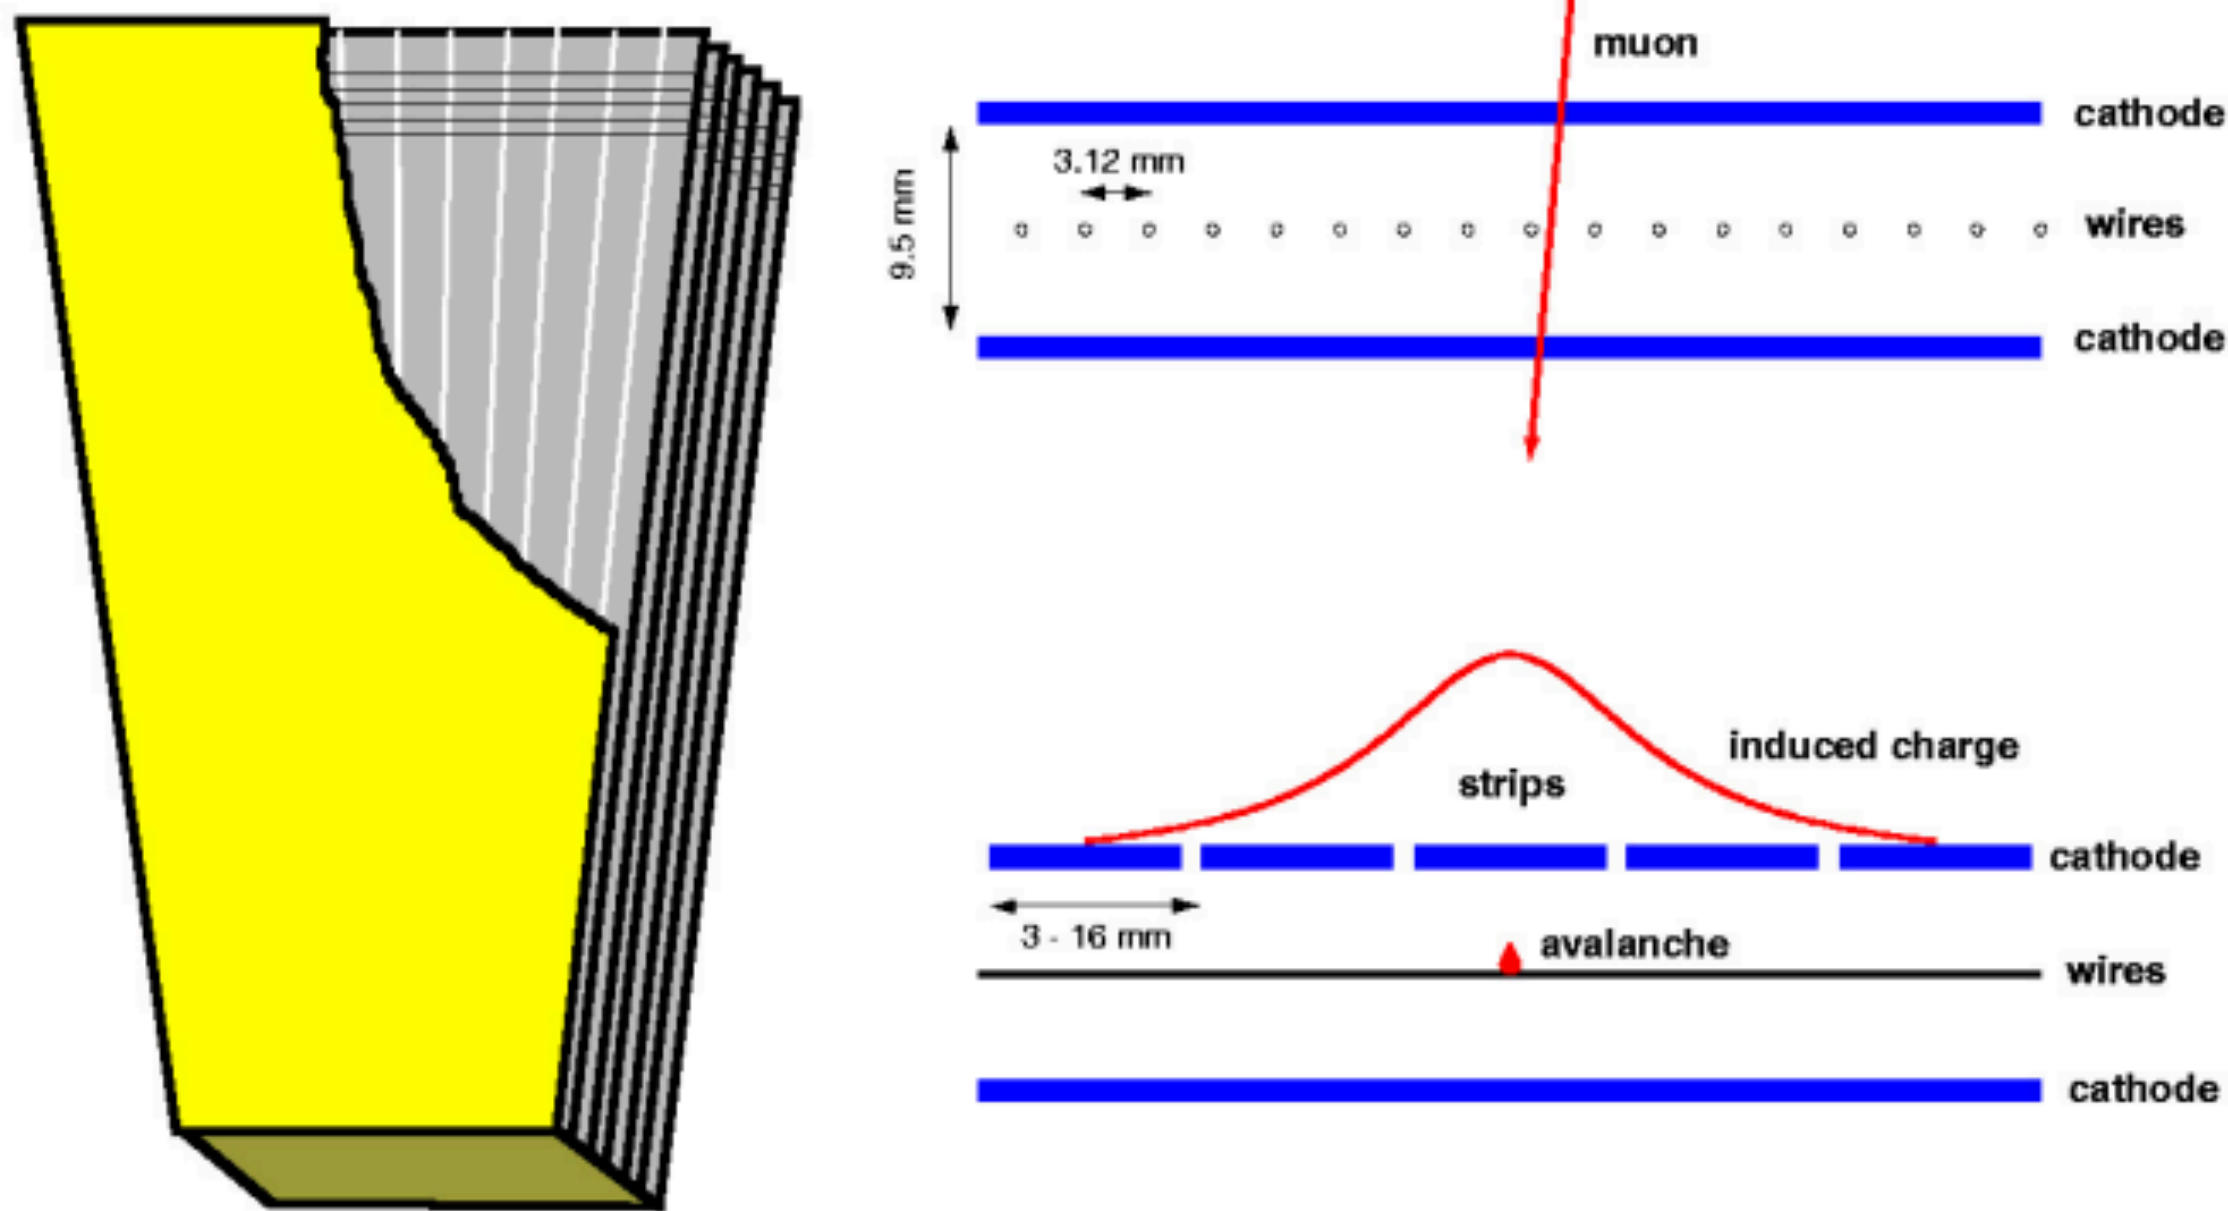 muon
cathode
3.12 mm
9.5 mm
wires
cathode
induced charge
strips
cathode
3 - 16 mm
avalanche
wires
cathode